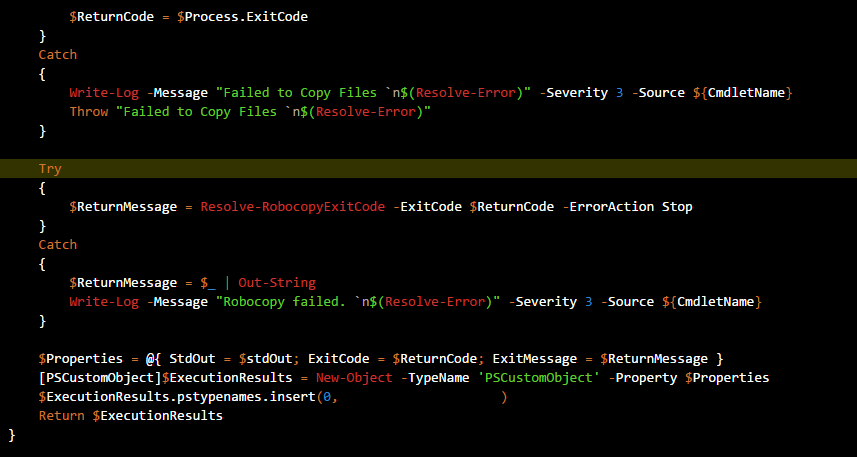 $ReturnCode = $Process.ExitCode
}
Catch
{
Write-Log -Message "Failed to Copy Files `n$(Resolve-Error)" -Severity 3 -Source ${CmdletName}
Throw "Failed to Copy Files `n$(Resolve-Error)"
}
Try
{
$ReturnMessage = Resolve-RobocopyExitCode -ExitCode $ReturnCode -ErrorAction Stop
}
Catch
{
$ReturnMessage = $_ | Out-String
Write-Log -Message "Robocopy failed. `n$(Resolve-Error)" -Severity 3 -Source ${CmdletName}
}
$Properties = @{ StdOut = $stdOut; ExitCode = $ReturnCode; ExitMessage = $ReturnMessage }
[PSCustomObject]$ExecutionResults = New-Object -TypeName 'PSCustomObject' -Property $Properties
$ExecutionResults.pstypenames.insert(0, )
Return $ExecutionResults
}